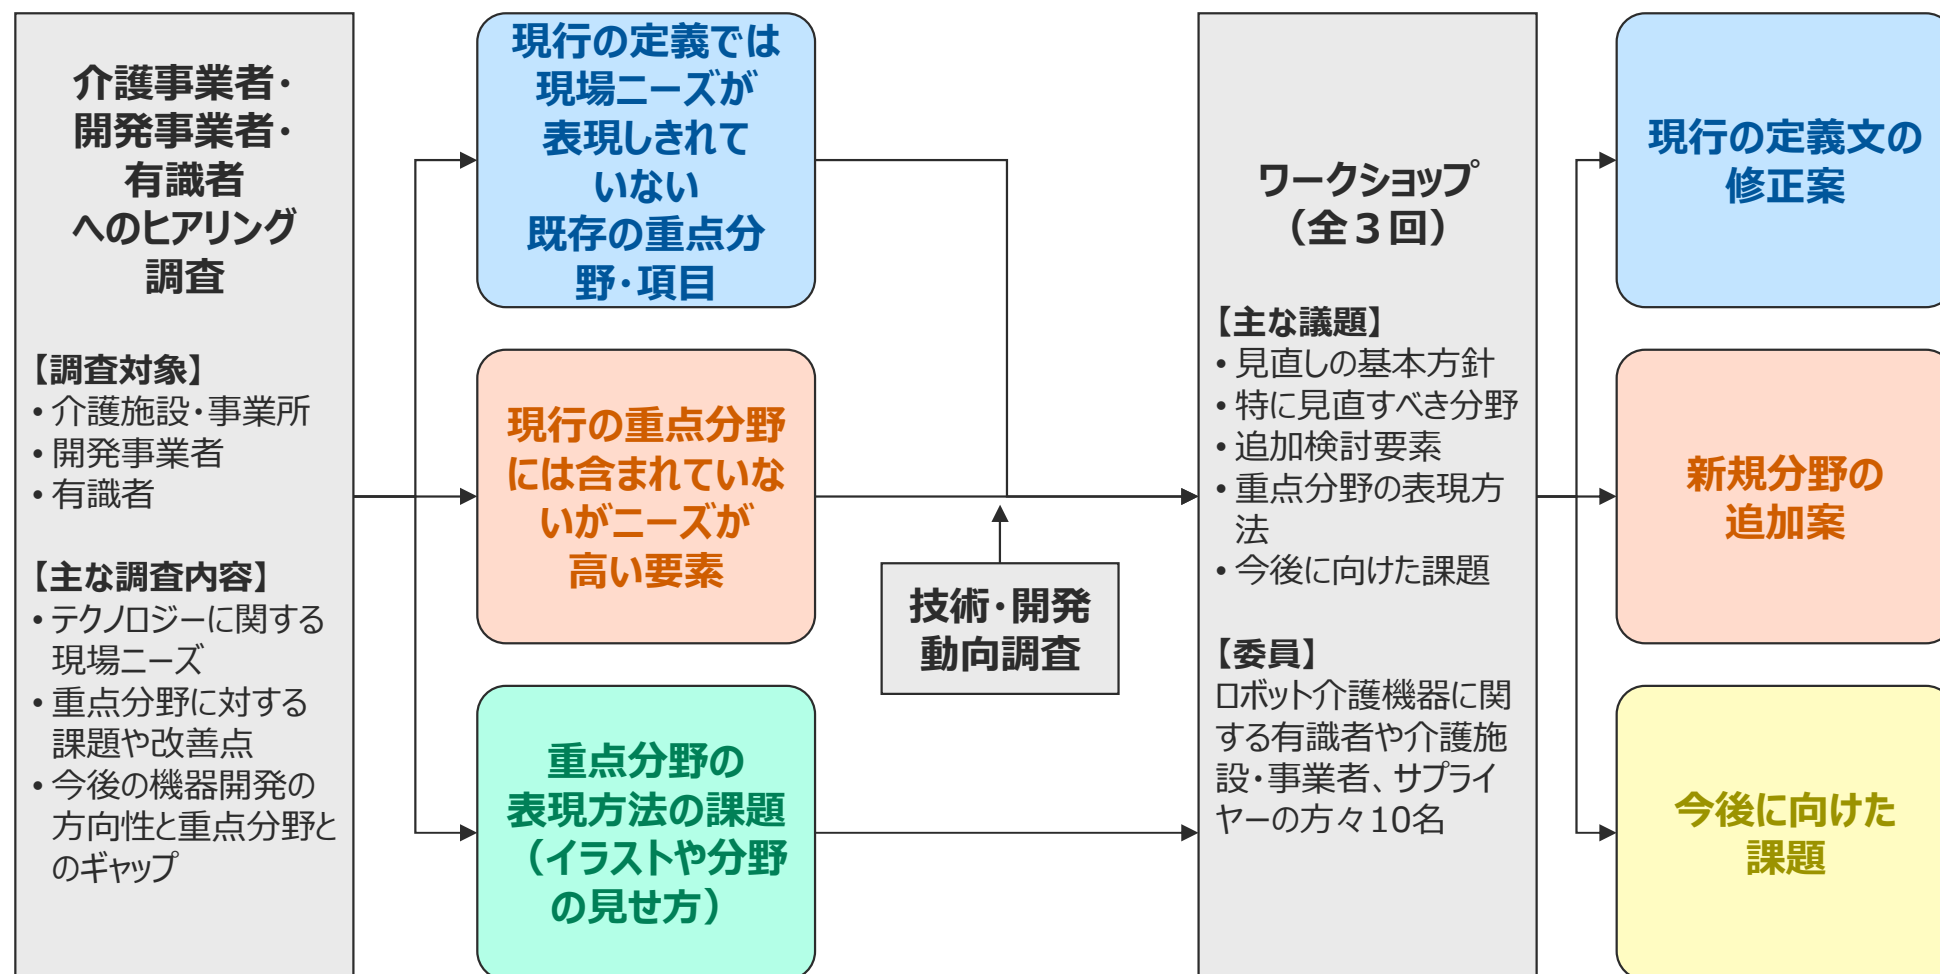 介護事業者・
開発事業者・
有識者
へのヒアリング
調査
【調査対象】
• 介護施設・事業所
• 開発事業者
• 有識者
【主な調査内容】
• テクノロジーに関する
現場ニーズ
• 重点分野に対する
課題や改善点
• 今後の機器開発の
方向性と重点分野と
のギャップ
現行の定義では
現場ニーズが
表現しきれて
いない
既存の重点分
野・項目
現行の重点分野
には含まれていな
いがニーズが
高い要素
重点分野の
表現方法の課題
（イラストや分野
の見せ方）
技術・開発
動向調査
ワークショップ
（全３回）
【主な議題】
• 見直しの基本方針
• 特に見直すべき分野
• 追加検討要素
• 重点分野の表現方
法
• 今後に向けた課題
【委員】
ロボット介護機器に関
する有識者や介護施
設・事業者、サプライ
ヤーの方々10名
現行の定義文の
修正案
新規分野の
追加案
今後に向けた
課題